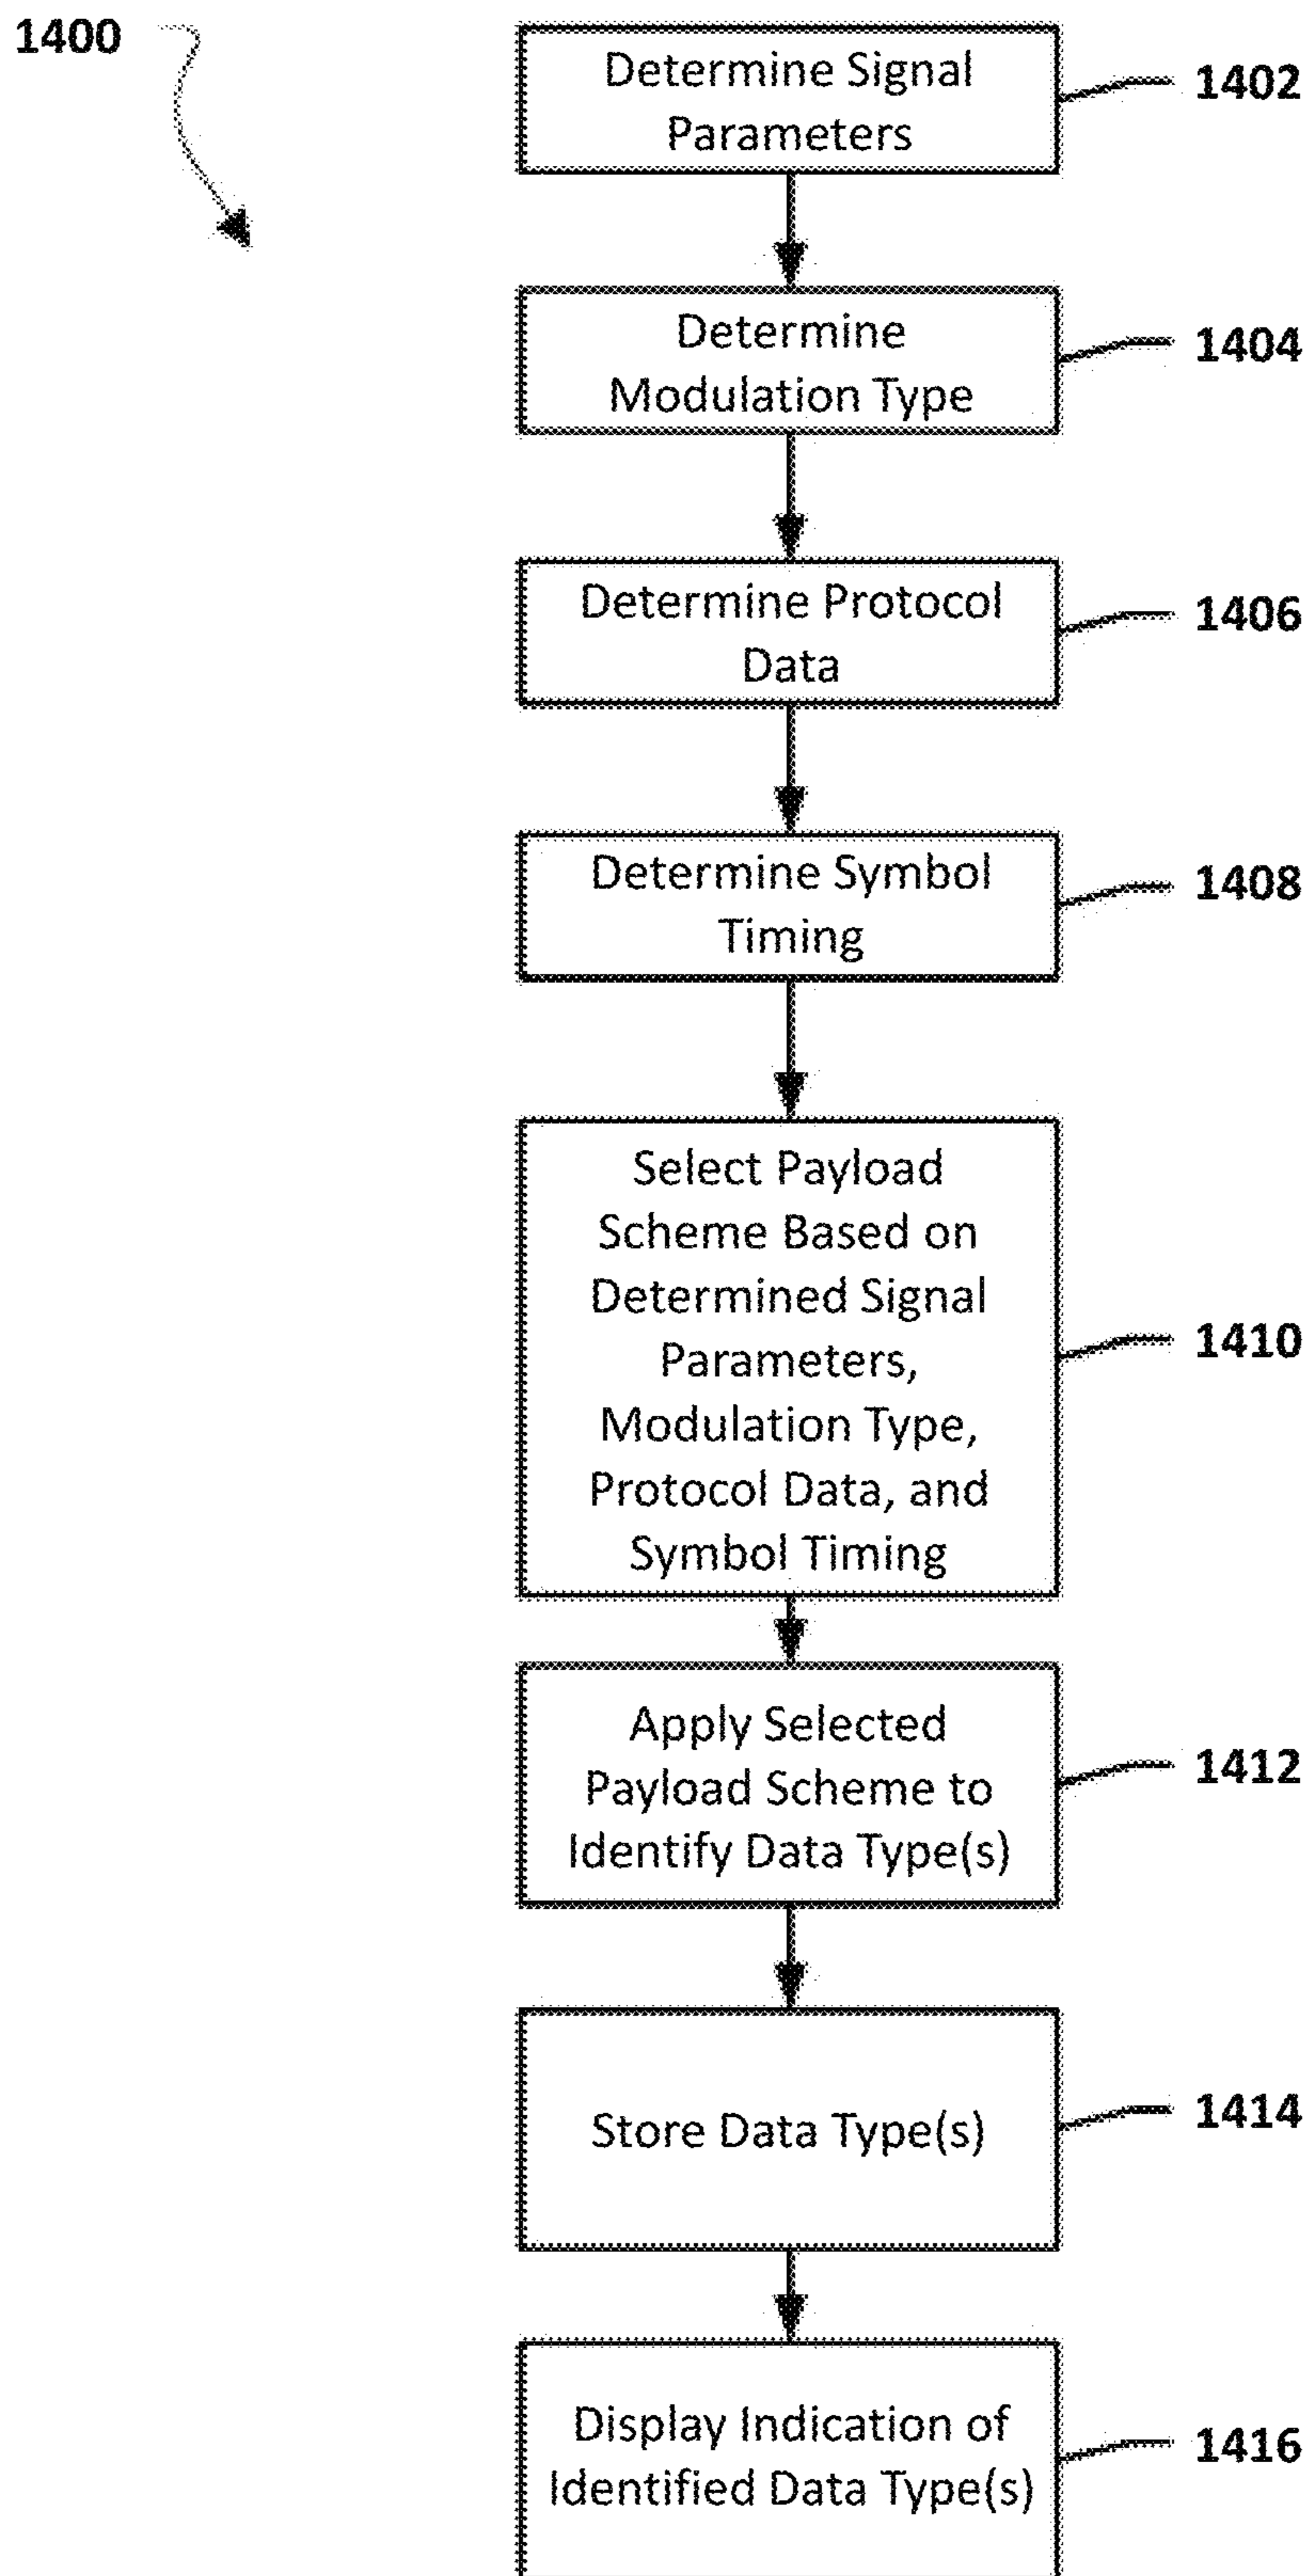 1400
Determine Signal
Parameters
1402
Determine
Modulation Type
1404
Determine Protocol
Data
1406
Determine Symbol
Timing
1408
Select Payload
Scheme Based on
Determined Signal
Parameters,
Modulation Type,
Protocol Data, and
Symbol Timing
1410
Apply Selected
Payload Scheme to
Identify Data Type(s)
1412
Store Data Type(s)
1414
Display Indication of
Identified Data Type(s)
1416